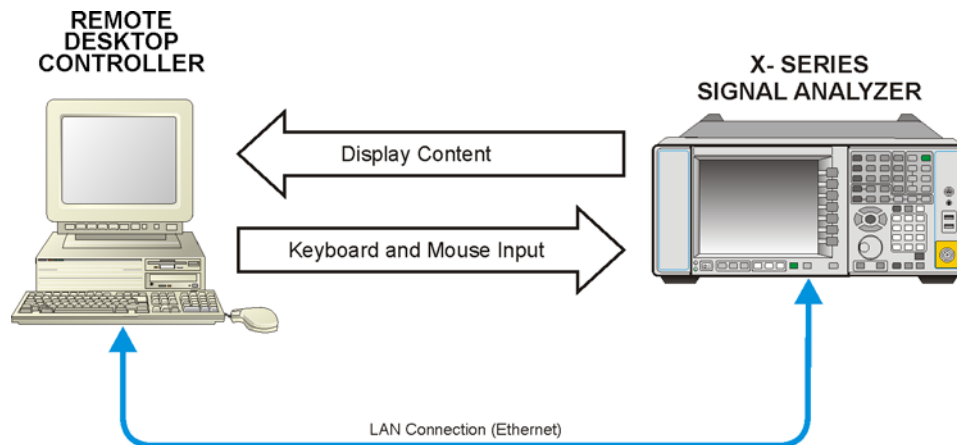 REMOTE
DESKTOP
CONTROLLER
X- SERIES
SIGNAL ANALYZER
Display Content
Keyboard and Mouse Input
LAN Connection (Ethernet)